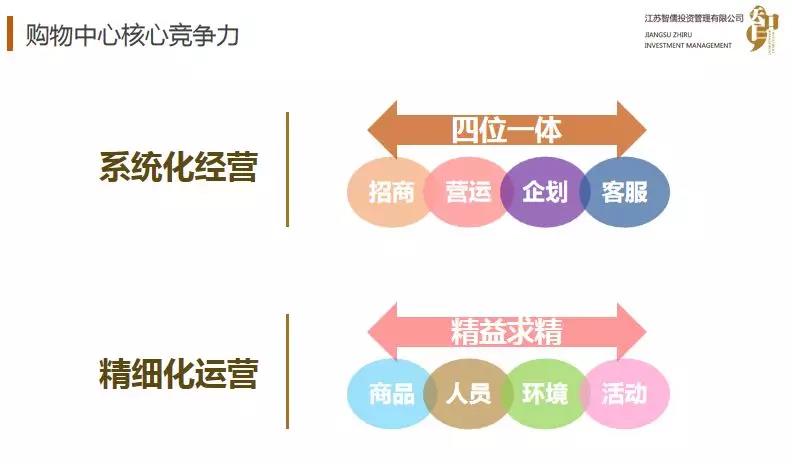 购物中心核心竞争力
江苏智儒投资管理有限公司
JIANGSU ZHIRU
INVESTMENT MANAGEMENT
系统化经营
四位一体
招商 营运 企划 客服
精细化运营
精益求精
商品 人员 环境 活动